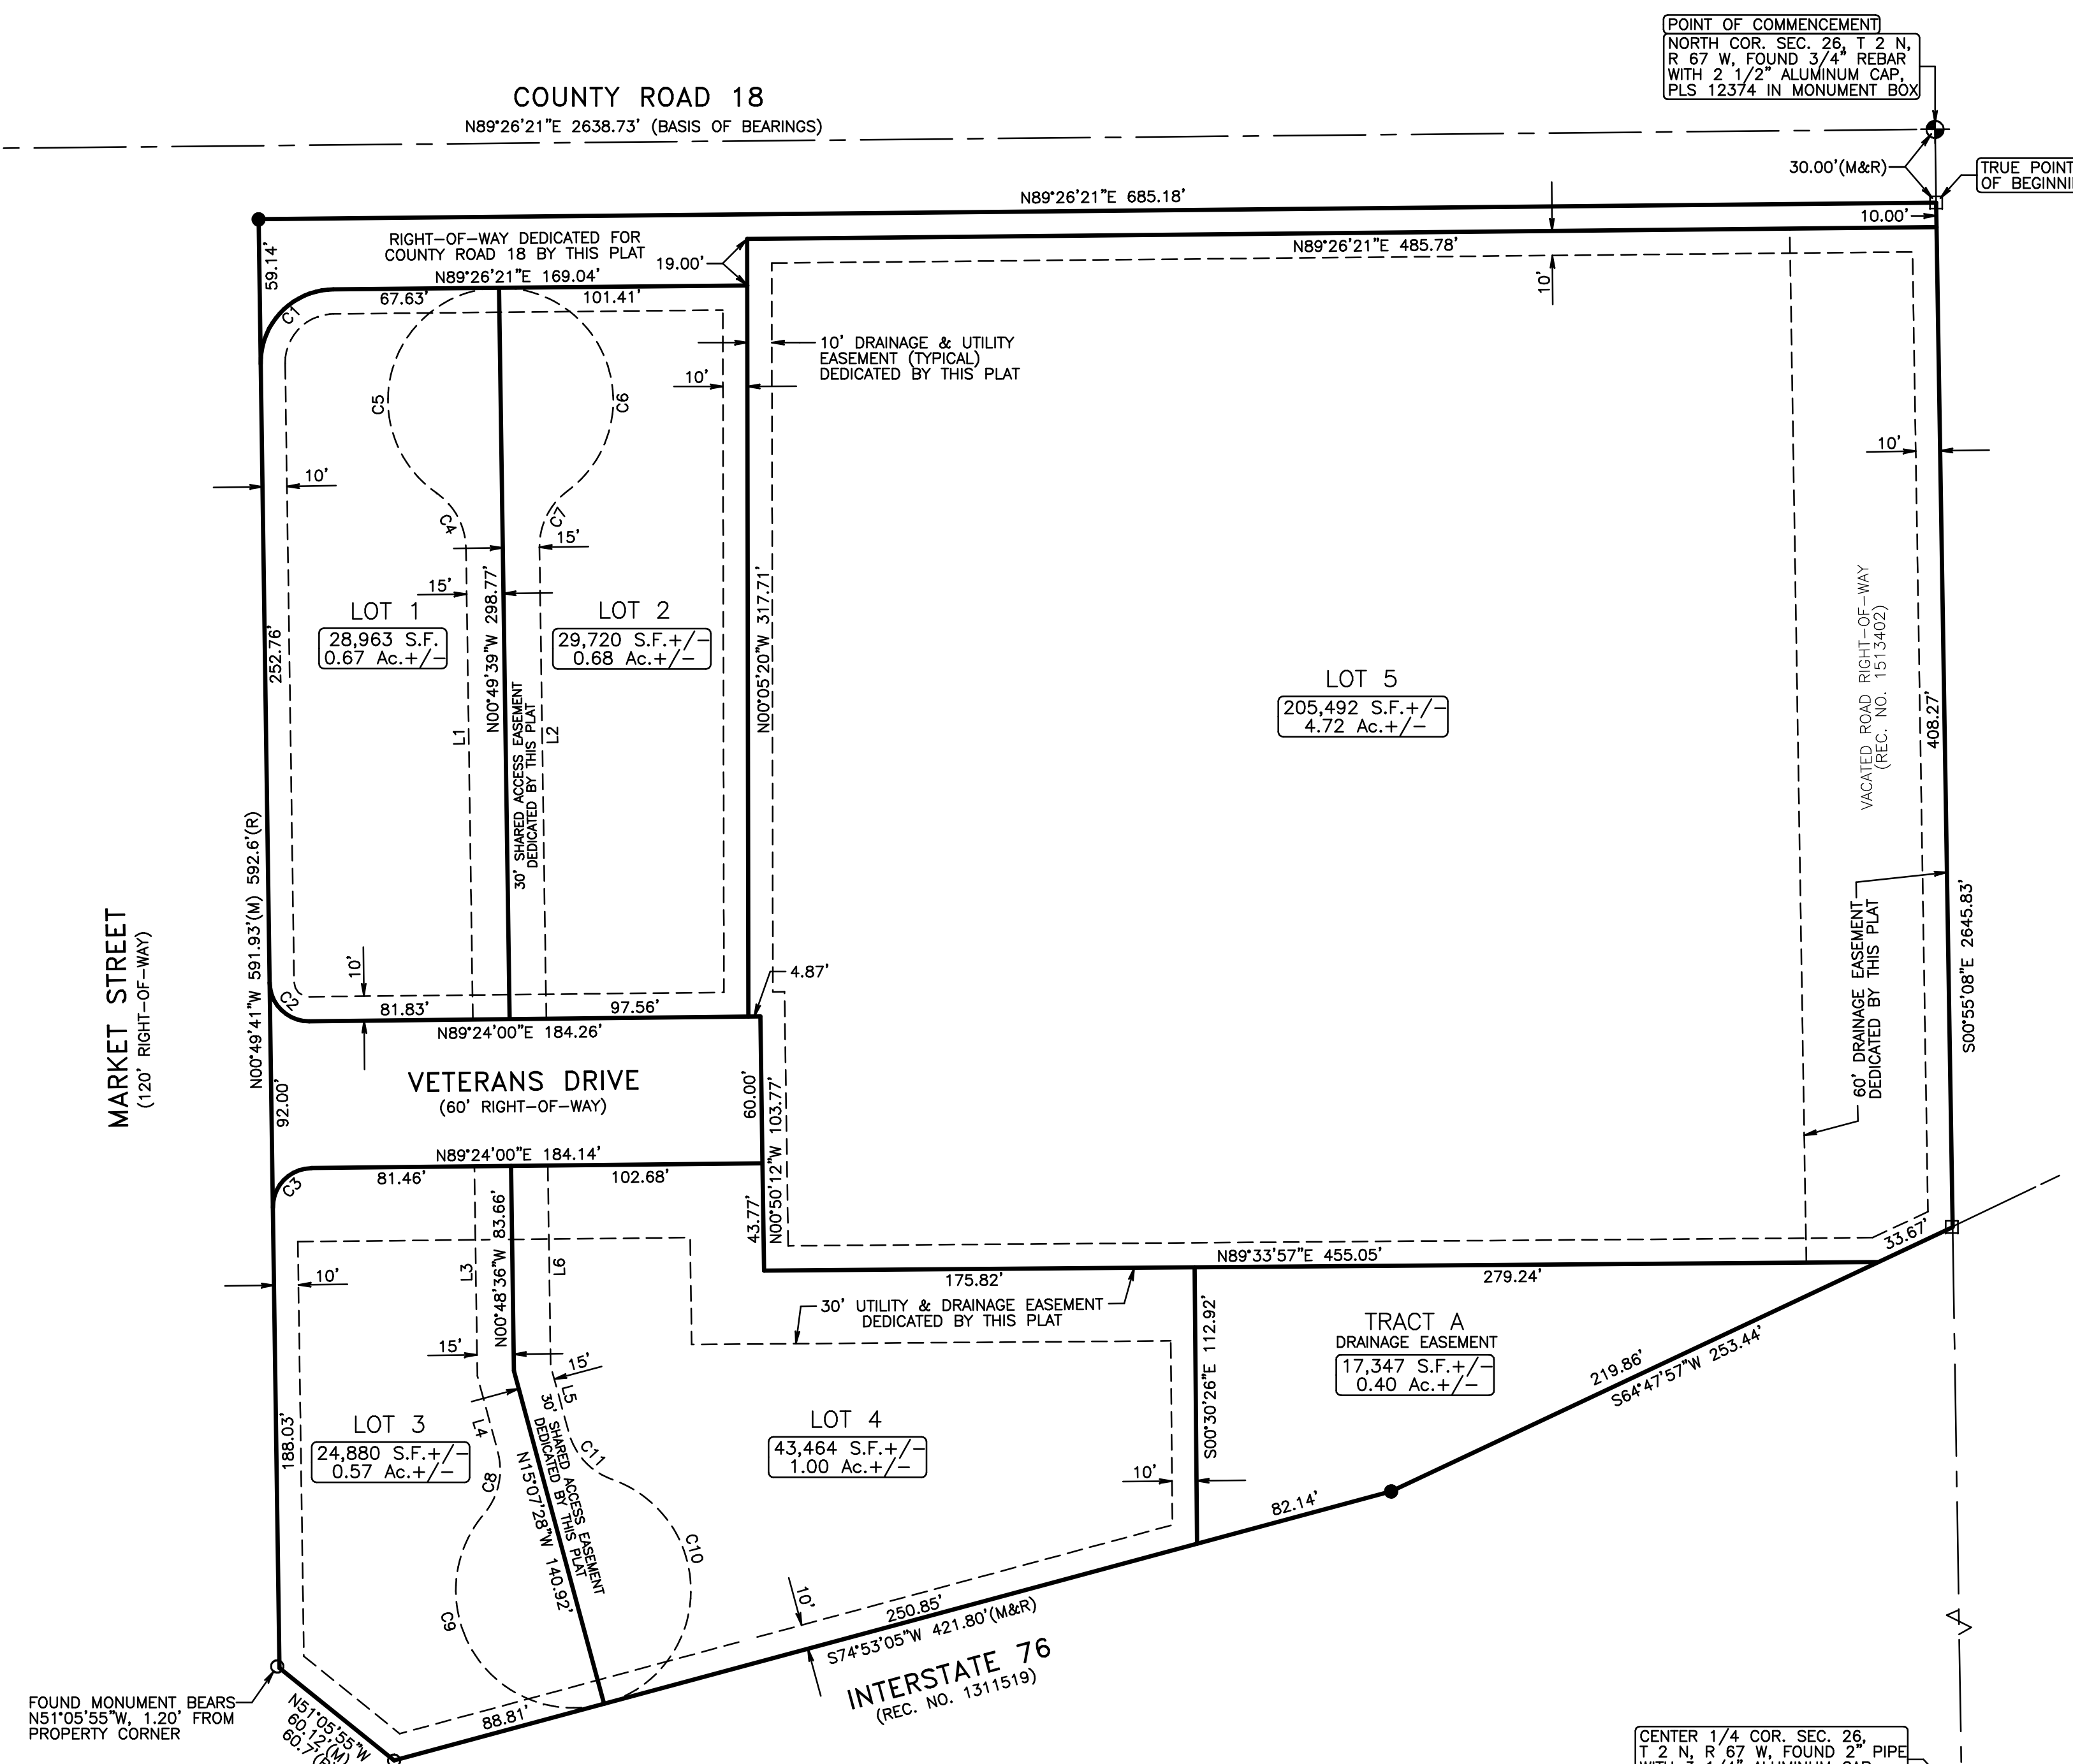 POINT OF COMMENCEMENT
NORTH COR. SEC. 26, T 2 N,
R 67 W, FOUND 3/4" REBAR
WITH 2 1/2" ALUMINUM CAP,
PLS 12374 IN MONUMENT BOX
COUNTY ROAD 18
N89°26'21"E 2638.73' (BASIS OF BEARINGS)
30.00'(M&R)
TRUE POINT
N89°26'21"E 685.18'
10.00'
59.14'
RIGHT-OF-WAY DEDICATED FOR
COUNTY ROAD 18 BY THIS PLAT
19.00'
N89°26'21"E 485.78'
N89°26'21"E 169.04'
67.63'
101.41'
10'
C1
10' DRAINAGE & UTILITY
EASEMENT (TYPICAL)
DEDICATED BY THIS PLAT
10'
C5
C6
10'
10'
C4
C7
15'
15'
LOT 1
28,963 S.F.
0.67 Ac.+/-
N00°49'39"W 298.77'
LOT 2
29,720 S.F.+/-
0.68 Ac.+/-
N00°05'20"W 317.71'
252.76'
L1
L2
30' SHARED ACCESS EASEMENT
DEDICATED BY THIS PLAT
LOT 5
205,492 S.F.+/-
4.72 Ac.+/-
VACATED ROAD RIGHT-OF-WAY
(REC. NO. 1513402)
408.27'
MARKET STREET
(120' RIGHT-OF-WAY)
N00°49'41"W 591.93'(M) 592.6'(R)
10'
C2
81.83'
97.56'
4.87'
N89°24'00"E 184.26'
60' DRAINAGE EASEMENT
DEDICATED BY THIS PLAT
S00°55'08"E 2645.83'
92.00'
VETERANS DRIVE
(60' RIGHT-OF-WAY)
60.00'
N00°50'12"W 103.77'
N89°24'00"E 184.14'
81.46'
102.68'
C3
43.77'
N00°48'36"W 83.66'
L3
L6
10'
N89°33'57"E 455.05'
33.67'
175.82'
279.24'
30' UTILITY & DRAINAGE EASEMENT
DEDICATED BY THIS PLAT
15'
15'
S00°30'26"E 112.92'
TRACT A
DRAINAGE EASEMENT
17,347 S.F.+/-
0.40 Ac.+/-
219.86'
S64°47'57"W 253.44'
188.03'
LOT 3
24,880 S.F.+/-
0.57 Ac.+/-
L4
L5
C8
C11
N15°07'28"W 140.92'
30' SHARED ACCESS EASEMENT
DEDICATED BY THIS PLAT
LOT 4
43,464 S.F.+/-
1.00 Ac.+/-
10'
82.14'
C9
C10
10'
250.85'
S74°53'05"W 421.80'(M&R)
INTERSTATE 76
(REC. NO. 1311519)
88.81'
FOUND MONUMENT BEARS
N51°05'55"W, 1.20' FROM
PROPERTY CORNER
N51°05'55"W
60.12'(M)
60.7'
CENTER 1/4 COR. SEC. 26,
T 2 N, R 67 W, FOUND 2" PIPE